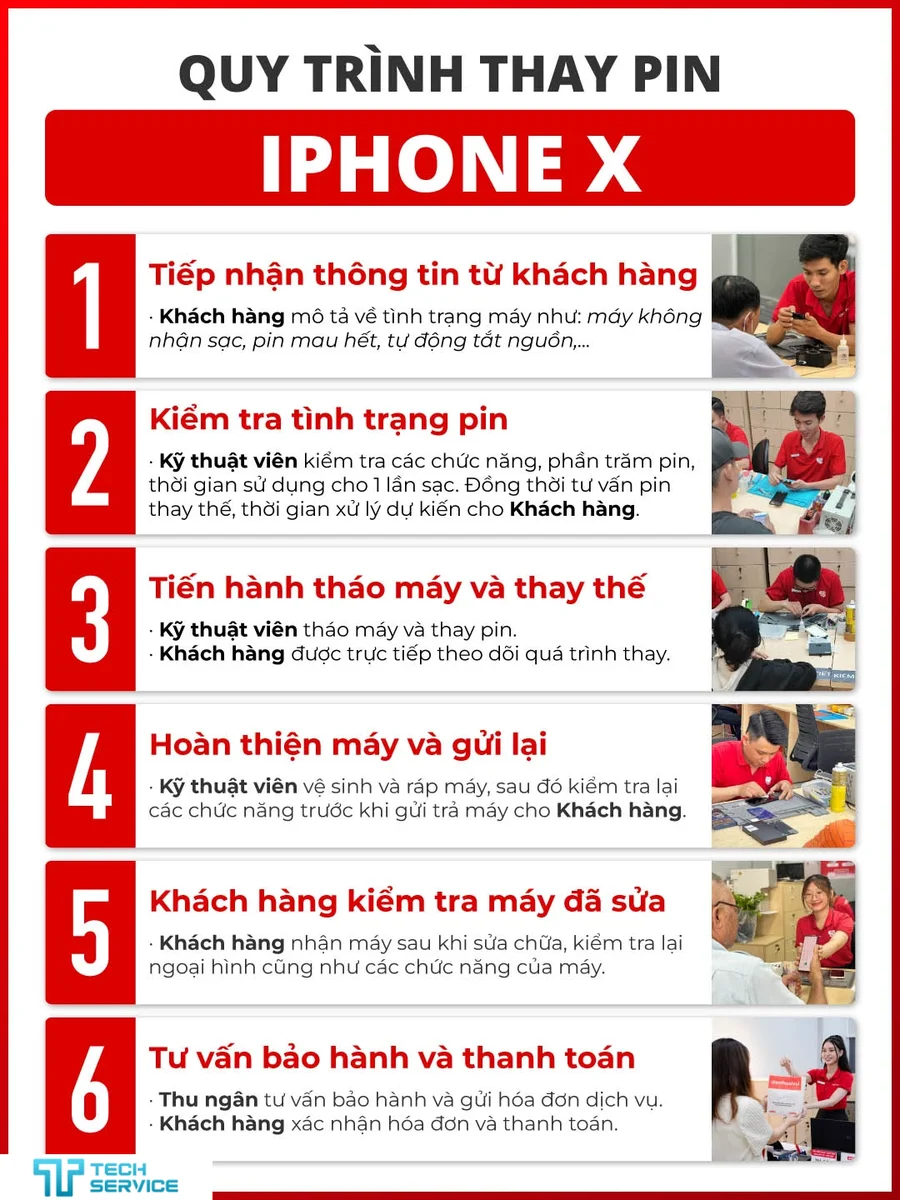 QUY TRÌNH THAY PIN
IPHONE X
1
Tiếp nhận thông tin từ khách hàng
· Khách hàng mô tả về tình trạng máy như: máy không
nhận sạc, pin mau hết, tự động tắt nguồn,...
2
Kiểm tra tình trạng pin
· Kỹ thuật viên kiểm tra các chức năng, phần trăm pin,
thời gian sử dụng cho 1 lần sạc. Đồng thời tư vấn pin
thay thế, thời gian xử lý dự kiến cho Khách hàng.
3
Tiến hành tháo máy và thay thế
· Kỹ thuật viên tháo máy và thay pin.
· Khách hàng được trực tiếp theo dõi quá trình thay.
4
Hoàn thiện máy và gửi lại
· Kỹ thuật viên vệ sinh và ráp máy, sau đó kiểm tra lại
các chức năng trước khi gửi trả máy cho Khách hàng.
5
Khách hàng kiểm tra máy đã sửa
· Khách hàng nhận máy sau khi sửa chữa, kiểm tra lại
ngoại hình cũng như các chức năng của máy.
6
Tư vấn bảo hành và thanh toán
· Thu ngân tư vấn bảo hành và gửi hóa đơn dịch vụ.
· Khách hàng xác nhận hóa đơn và thanh toán.
TECH
SERVICE